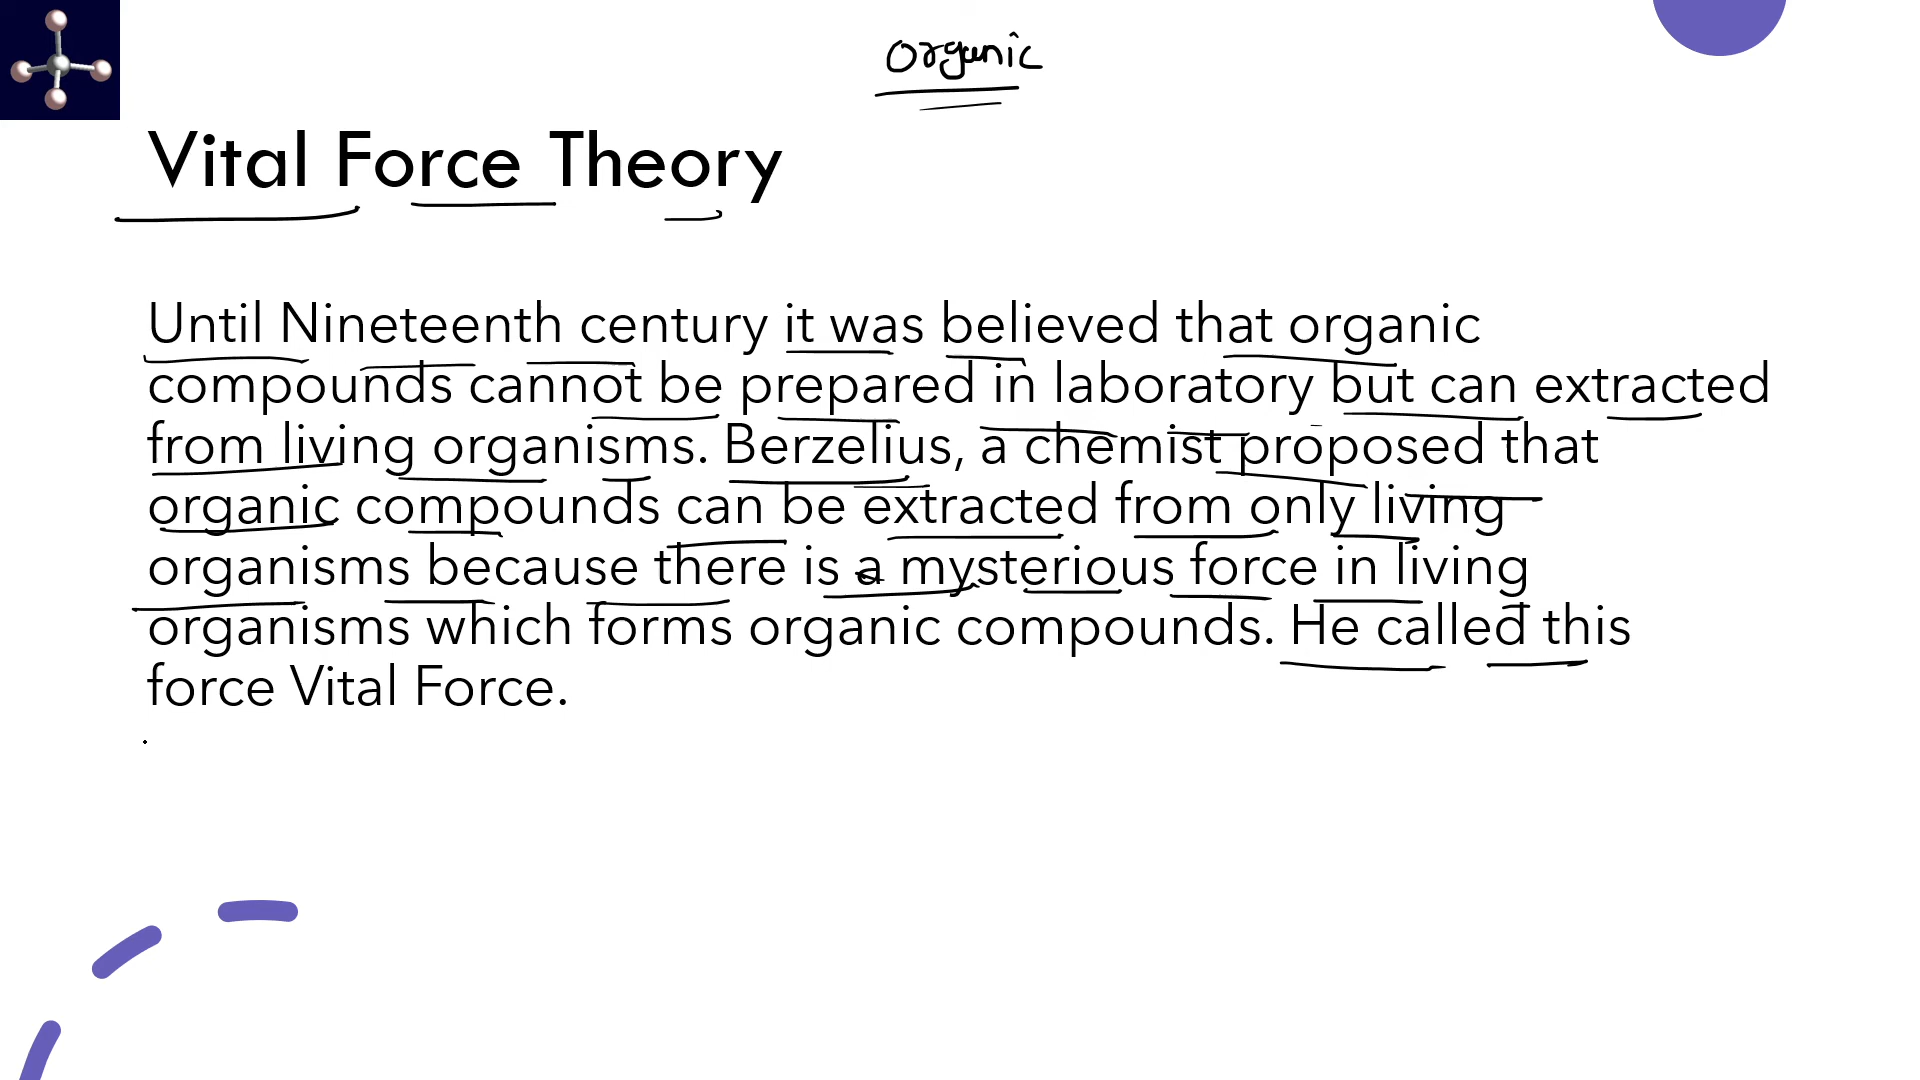 organic
Vital Force Theory
Until Nineteenth century it was believed that organic
compounds cannot be prepared in laboratory but can extracted
from living organisms. Berzelius, a chemist proposed that
organic compounds can be extracted from only living
organisms because there is a mysterious force in living
organisms which forms organic compounds. He called this
force Vital Force.